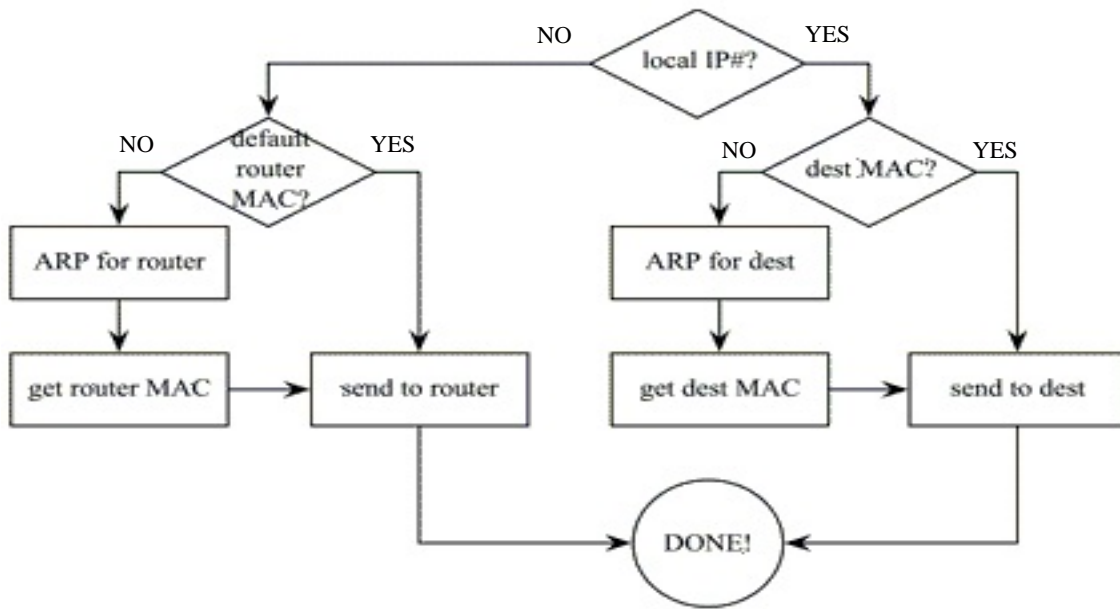 NO
YES
local IP#?
NO
default
router
MAC?
YES
NO
dest MAC?
YES
ARP for router
ARP for dest
get router MAC
send to router
get dest MAC
send to dest
DONE!